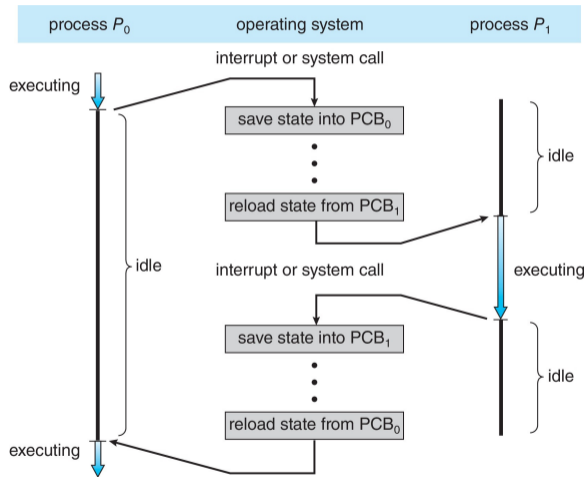 process P₀ operating system process P₁
interrupt or system call
executing
save state into PCB₀
idle
reload state from PCB₁
idle
interrupt or system call
executing
save state into PCB₁
idle
reload state from PCB₀
executing